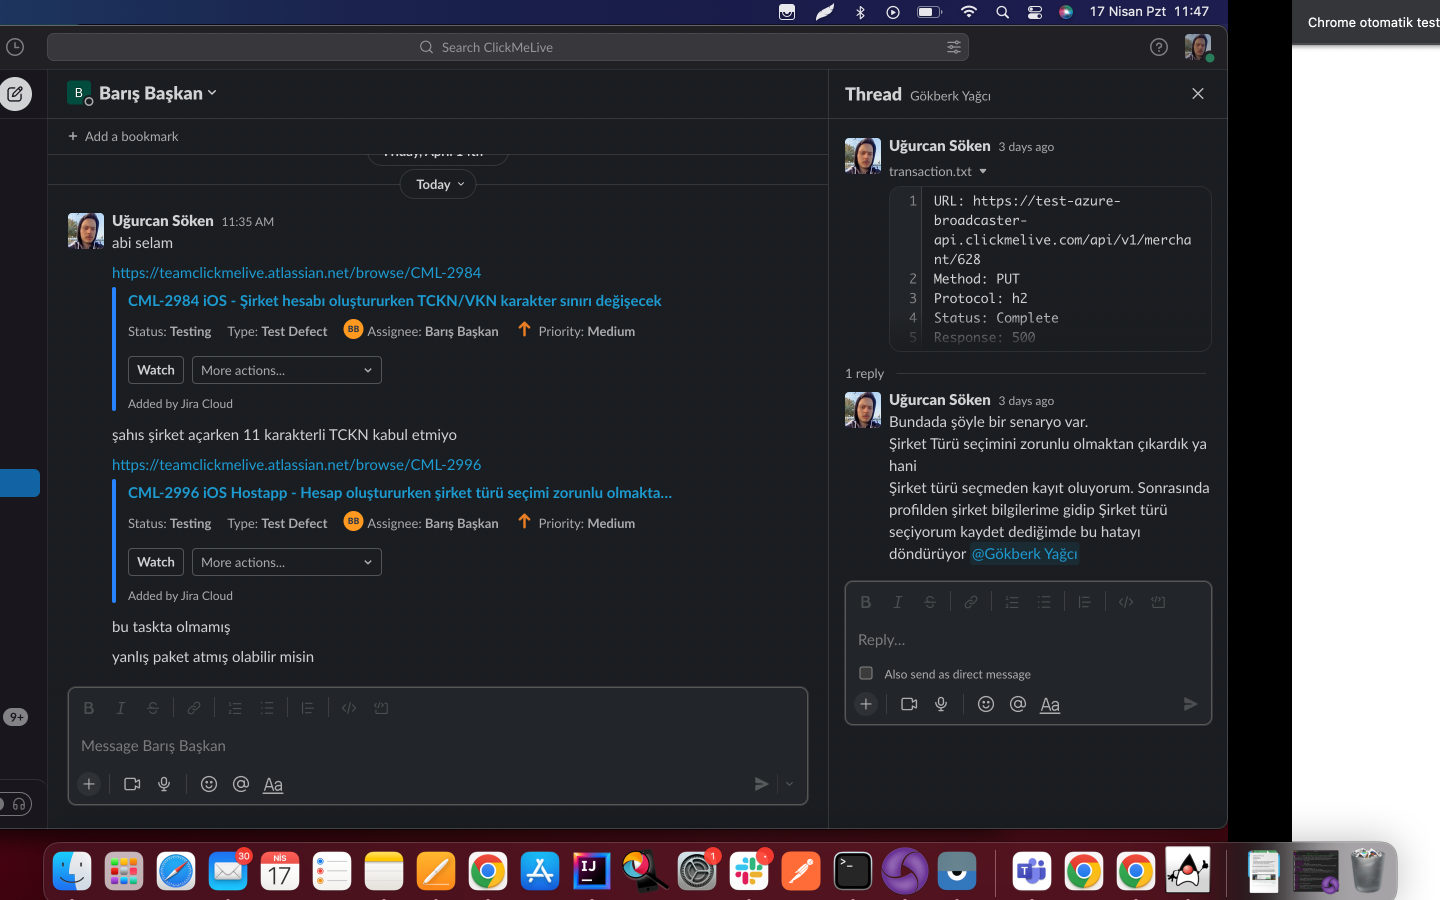 17 Nisan Pzt 11:47
Chrome otomatik test
Search ClickMeLive
B Barış Başkan
Add a bookmark
Today
Uğurcan Söken 11:35 AM
abi selam
https://teamclickmelive.atlassian.net/browse/CML-2984
CML-2984 iOS - Şirket hesabı oluştururken TCKN/VKN karakter sınırı değişecek
Status: Testing Type: Test Defect BB Assignee: Barış Başkan Priority: Medium
Watch More actions...
Added by Jira Cloud
şahıs şirket açarken 11 karakterli TCKN kabul etmiyo
https://teamclickmelive.atlassian.net/browse/CML-2996
CML-2996 iOS Hostapp - Hesap oluştururken şirket türü seçimi zorunlu olmakta...
Status: Testing Type: Test Defect BB Assignee: Barış Başkan Priority: Medium
Watch More actions...
Added by Jira Cloud
bu taskta olmamış
yanlış paket atmış olabilir misin
B I S
Message Barış Başkan
Aa
9+
Thread Gökberk Yağcı
Uğurcan Söken 3 days ago
transaction.txt
1 URL: https://test-azure-
broadcaster-
api.clickmelive.com/api/v1/mercha
nt/628
2 Method: PUT
3 Protocol: h2
4 Status: Complete
5 Response: 500
1 reply
Uğurcan Söken 3 days ago
Bundada şöyle bir senaryo var.
Şirket Türü seçimini zorunlu olmaktan çıkardık ya
hani
Şirket türü seçmeden kayıt oluyorum. Sonrasında
profilden şirket bilgilerime gidip Şirket türü
seçiyorum kaydet dediğimde bu hatayı
döndürüyor @Gökberk Yağcı
B I S
Reply...
Also send as direct message
Aa
30
NİS
17
IJ
1